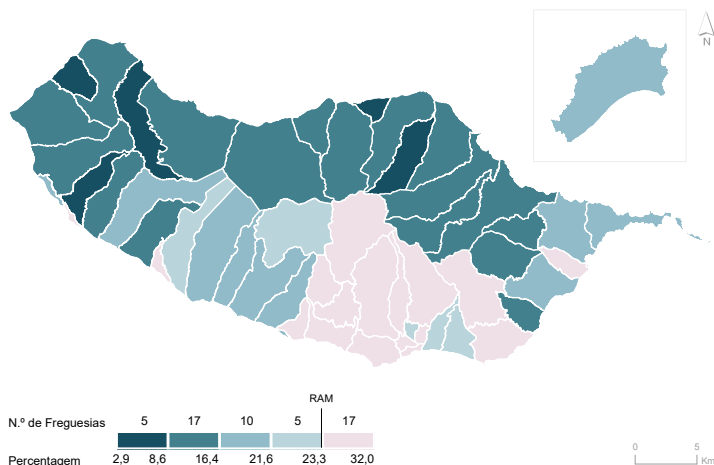 N
RAM
N.º de Freguesias 5 17 10 5 17
Percentagem 2,9 8,6 16,4 21,6 23,3 32,0
0 5
Km